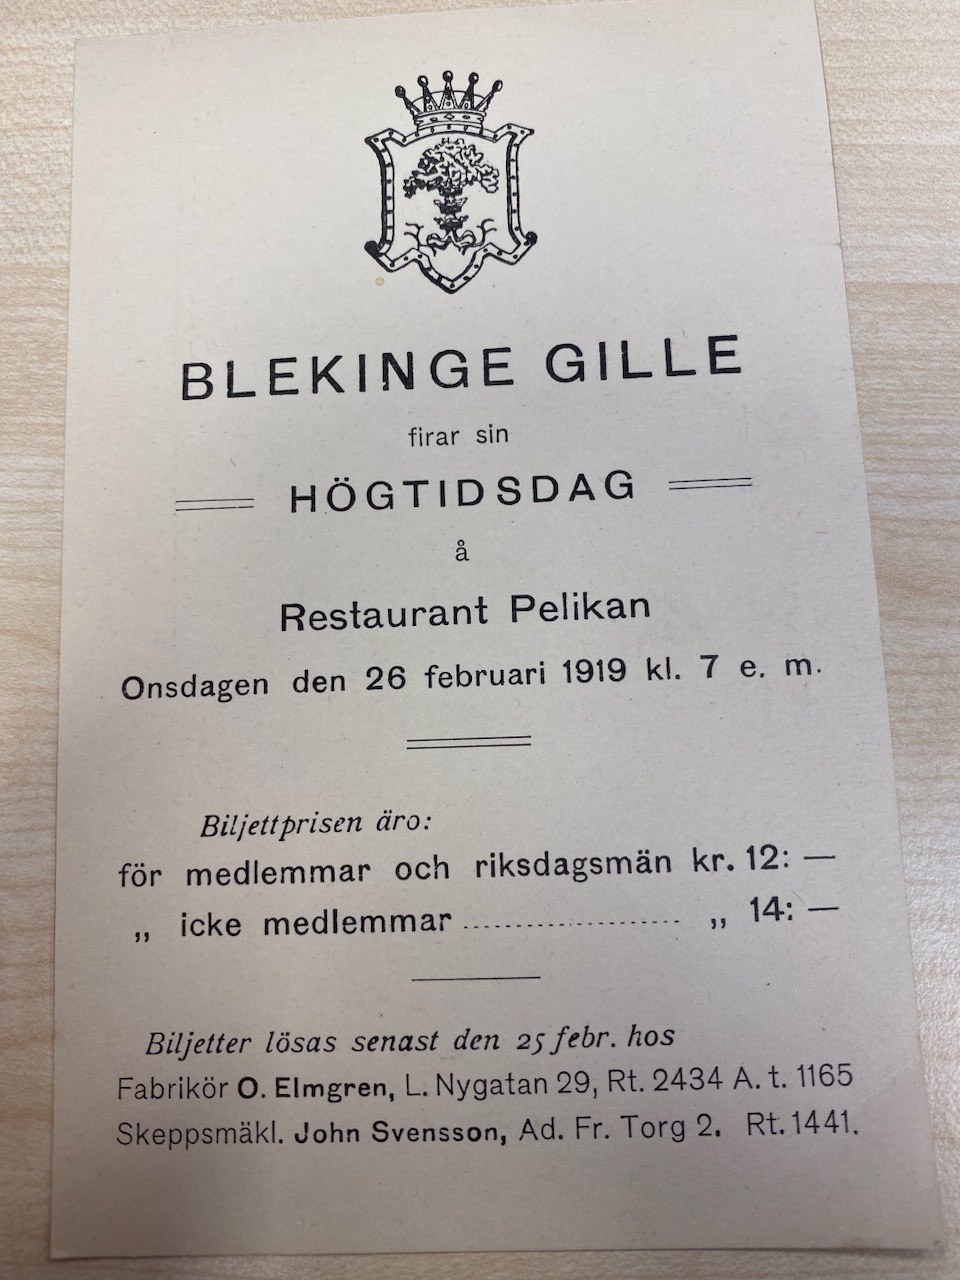 BLEKINGE GILLE
firar sin
HÖGTIDSDAG
å
Restaurant Pelikan
Onsdagen den 26 februari 1919 kl. 7 e. m.
Biljettprisen äro:
för medlemmar och riksdagsmän kr. 12: —
„ icke medlemmar .......................... „ 14: —
Biljetter lösas senast den 25 febr. hos
Fabrikör O. Elmgren, L. Nygatan 29, Rt. 2434 A. t. 1165
Skeppsmäkl. John Svensson, Ad. Fr. Torg 2. Rt. 1441.